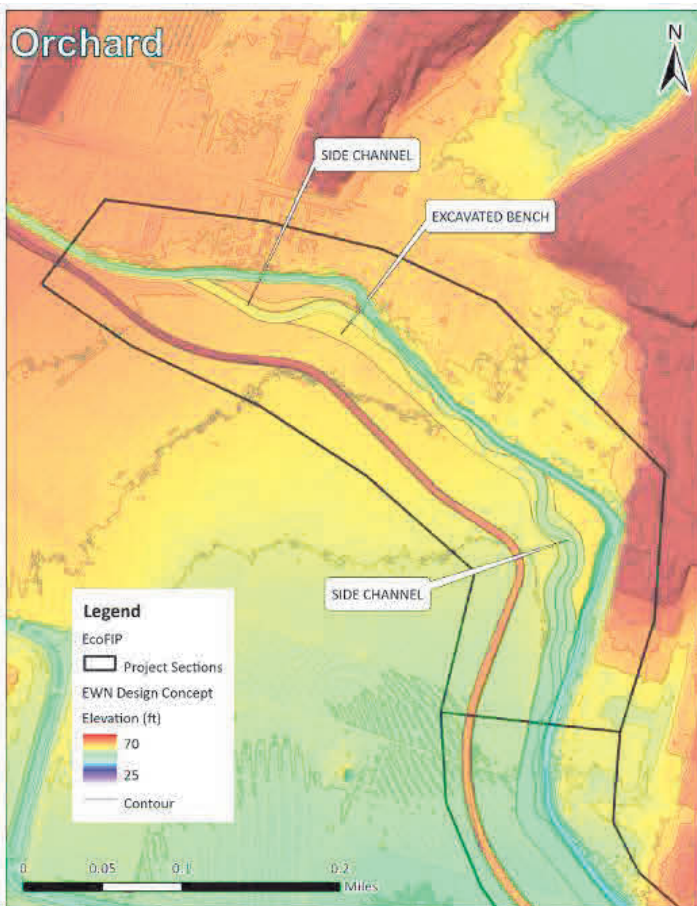 Orchard
N
SIDE CHANNEL
EXCAVATED BENCH
SIDE CHANNEL
Legend
EcoFIP
Project Sections
EWN Design Concept
Elevation (ft)
70
25
Contour
0 0.05 0.1 0.2
Miles